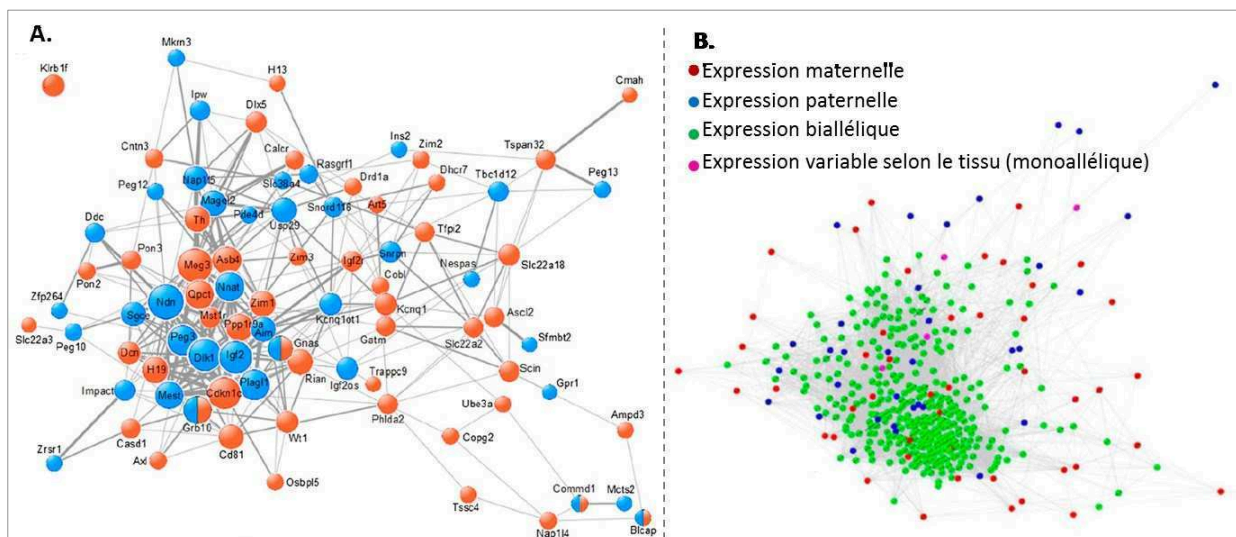 A.
B.
Expression maternelle
Expression paternelle
Expression biallélique
Expression variable selon le tissu (monoallélique)
Mkrn3
Klrb1f
H13
Cmah
Ipw
Dlx5
Ins2
Zim2
Tspan32
Cntn3
Calcr
Rasgrf1
Dhcr7
Peg13
Peg12
Nap1l5
Slc38a4
Drd1a
Tbc1d12
Magel2
Pde4d
Snord116
Art5
Ddc
Th
Usp29
Tfpi2
Pon3
Meg3
Asb4
Zim3
Igf2r
Snrpn
Slc22a18
Pon2
Qpct
Nnat
Cobl
Nespas
Zfp264
Ndn
Zim1
Kcnq1
Ascl2
Sgce
Mst1r
Ppp1r9a
Airn
Kcnq1ot1
Slc22a3
Peg10
Peg3
Gnas
Gatm
Slc22a2
Sfmbt2
Dcn
Dlk1
Igf2
Rian
Igf2os
Trappc9
Scin
H19
Gpr1
Impact
Mest
Cdkn1c
Plagl1
Ube3a
Grb10
Phlda2
Ampd3
Zrsr1
Casd1
Wt1
Copg2
Axl
Cd81
Osbpl5
Commd1
Mcts2
Tssc4
Nap1l4
Blcap